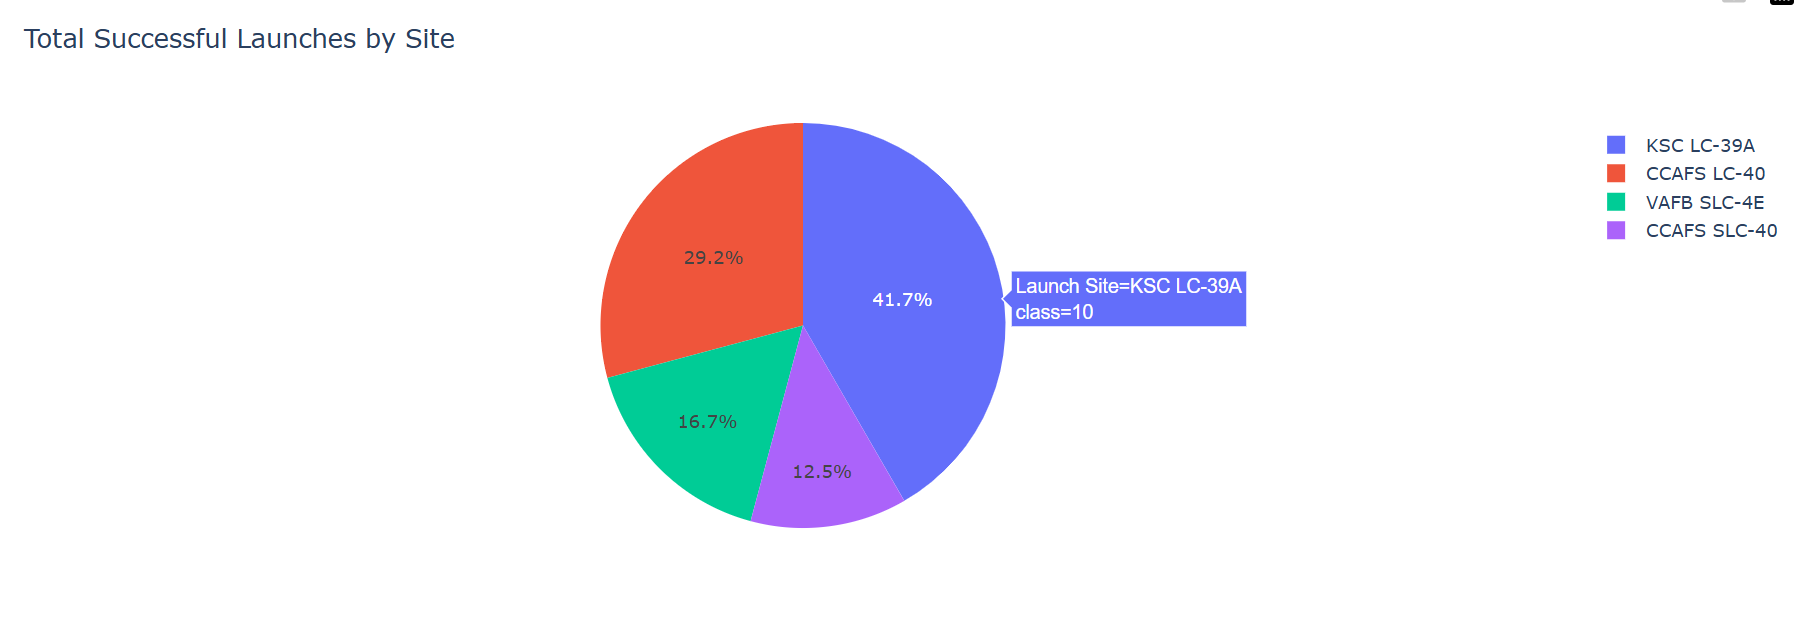 Total Successful Launches by Site
KSC LC-39A
CCAFS LC-40
VAFB SLC-4E
CCAFS SLC-40
29.2%
41.7%
Launch Site=KSC LC-39A
class=10
16.7%
12.5%